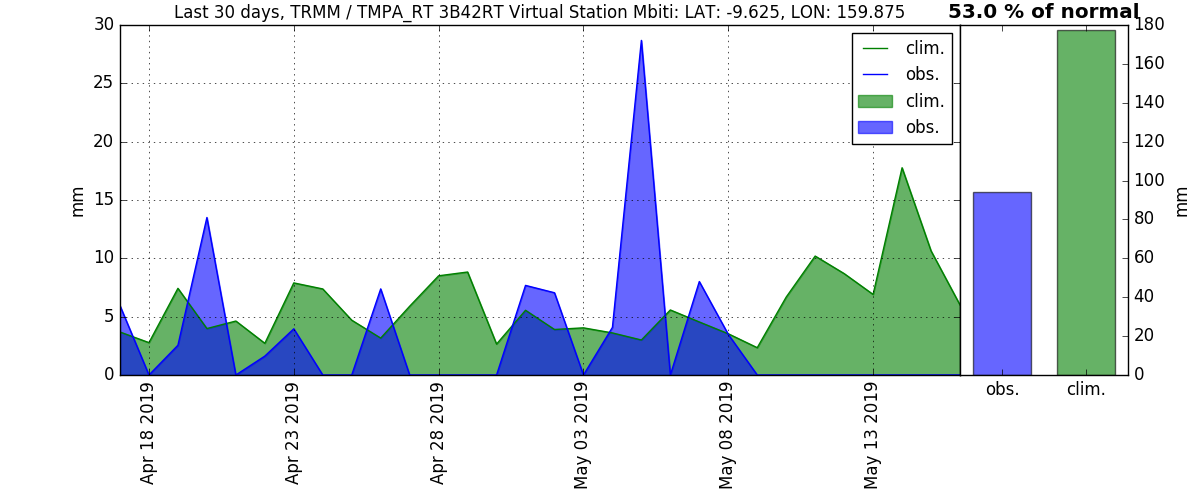 Last 30 days, TRMM / TMPA_RT 3B42RT Virtual Station Mbiti: LAT: -9.625, LON: 159.875
53.0 % of normal
30
25
20
15
10
5
0
mm
clim.
obs.
clim.
obs.
180
160
140
120
100
80
60
40
20
0
mm
obs.
clim.
Apr 18 2019
Apr 23 2019
Apr 28 2019
May 03 2019
May 08 2019
May 13 2019